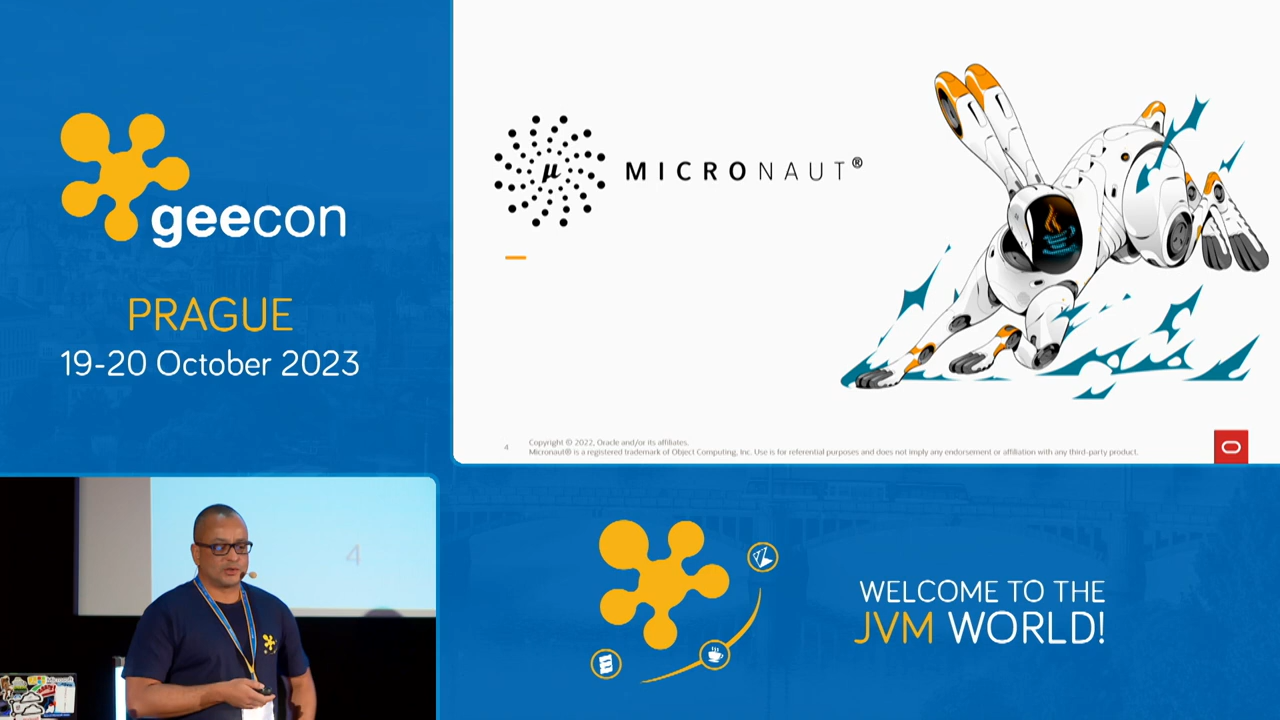 geecon
PRAGUE
19-20 October 2023
μ
MICRONAUT®
4
Copyright © 2022, Oracle and/or its affiliates.
Micronaut® is a registered trademark of Object Computing, Inc. Use is for referential purposes and does not imply any endorsement or affiliation with any third-party product.
4
Microsoft
WELCOME TO THE
JVM WORLD!